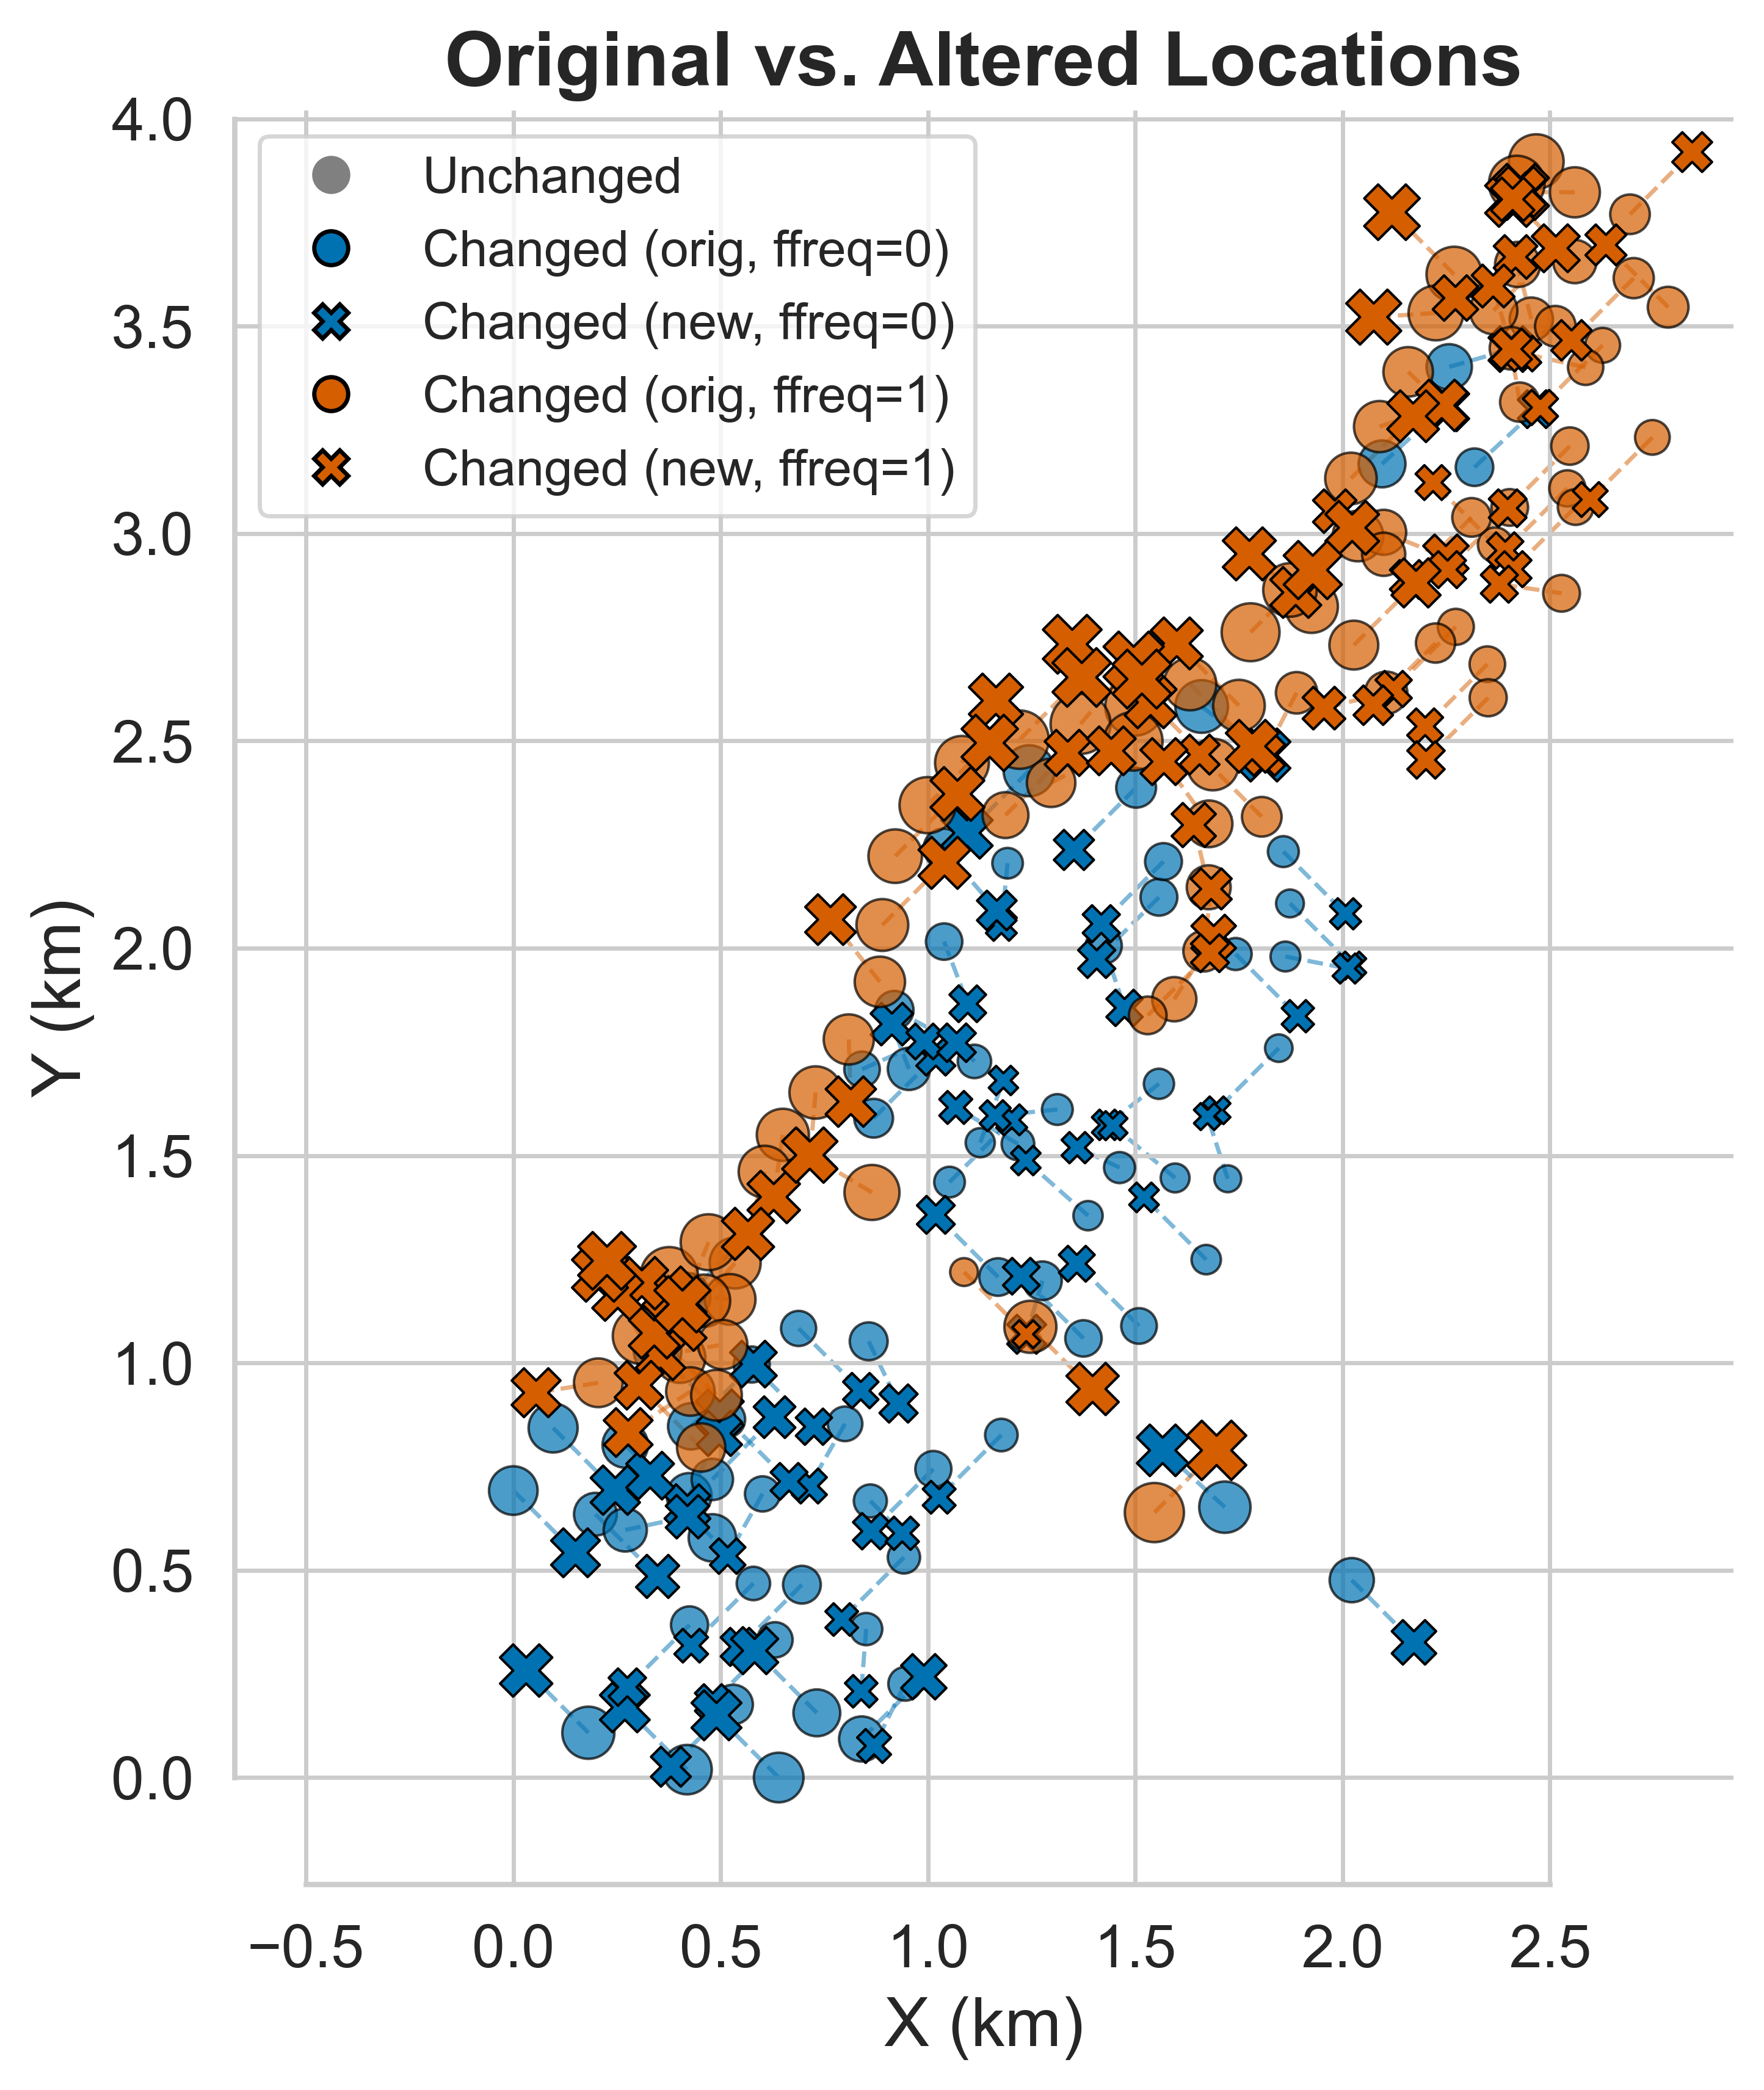 Original vs. Altered Locations
4.0
3.5
3.0
2.5
2.0
1.5
1.0
0.5
0.0
Y (km)
Unchanged
Changed (orig, ffreq=0)
Changed (new, ffreq=0)
Changed (orig, ffreq=1)
Changed (new, ffreq=1)
−0.5 0.0 0.5 1.0 1.5 2.0 2.5
X (km)